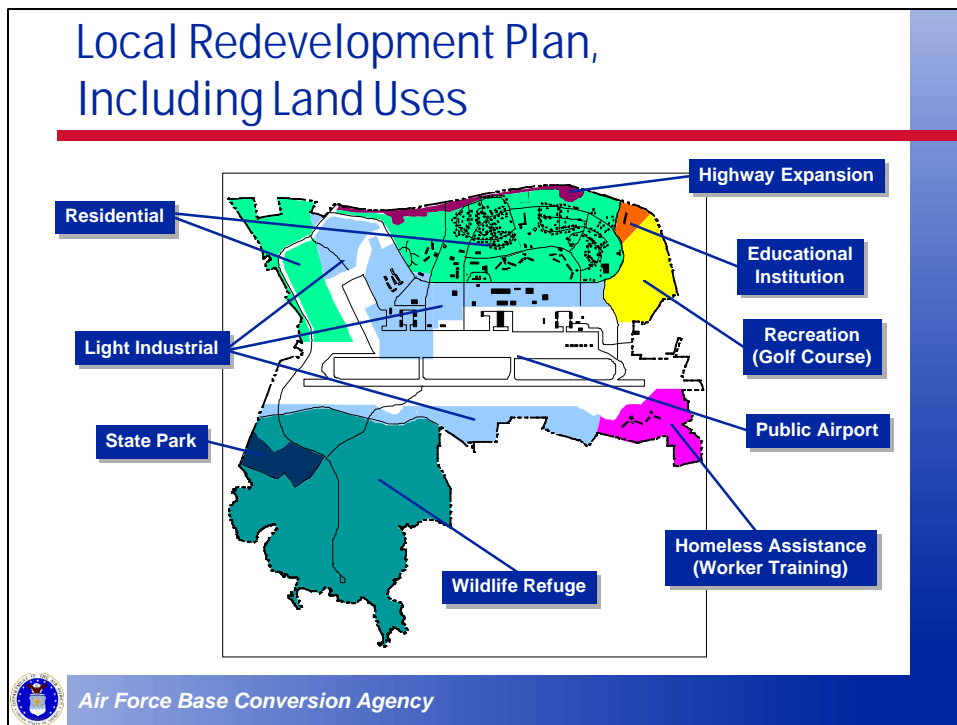 Local Redevelopment Plan,
Including Land Uses
Highway Expansion
Residential
Educational
Institution
Light Industrial
Recreation
(Golf Course)
State Park
Public Airport
Homeless Assistance
(Worker Training)
Wildlife Refuge
Air Force Base Conversion Agency